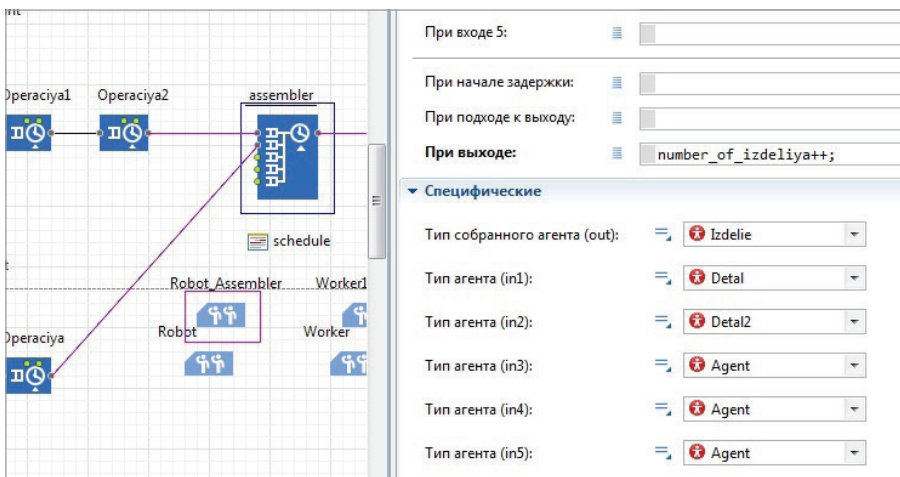 nt
Operaciya1
Operaciya2
assembler
schedule
t
Robot_Assembler
Worker1
Robot
Worker
Operaciya
При входе 5:
При начале задержки:
При подходе к выходу:
При выходе:
number_of_izdeliya++;
Специфические
Тип собранного агента (out):
Izdelie
Тип агента (in1):
Detal
Тип агента (in2):
Detal2
Тип агента (in3):
Agent
Тип агента (in4):
Agent
Тип агента (in5):
Agent